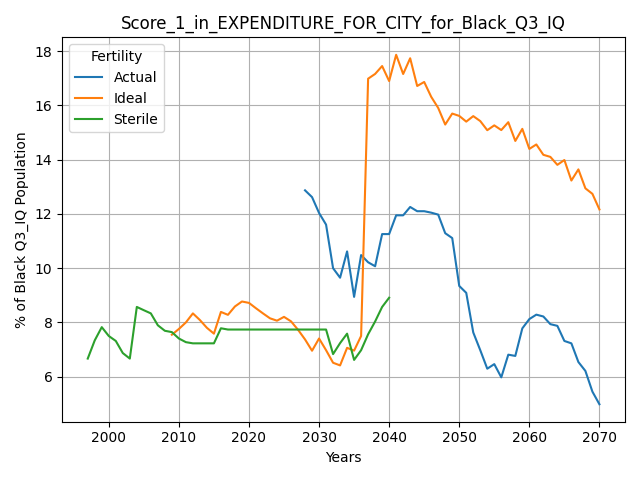 Score_1_in_EXPENDITURE_FOR_CITY_for_Black_Q3_IQ
Fertility
Actual
Ideal
Sterile
% of Black Q3_IQ Population
18
16
14
12
10
8
6
2000 2010 2020 2030 2040 2050 2060 2070
Years